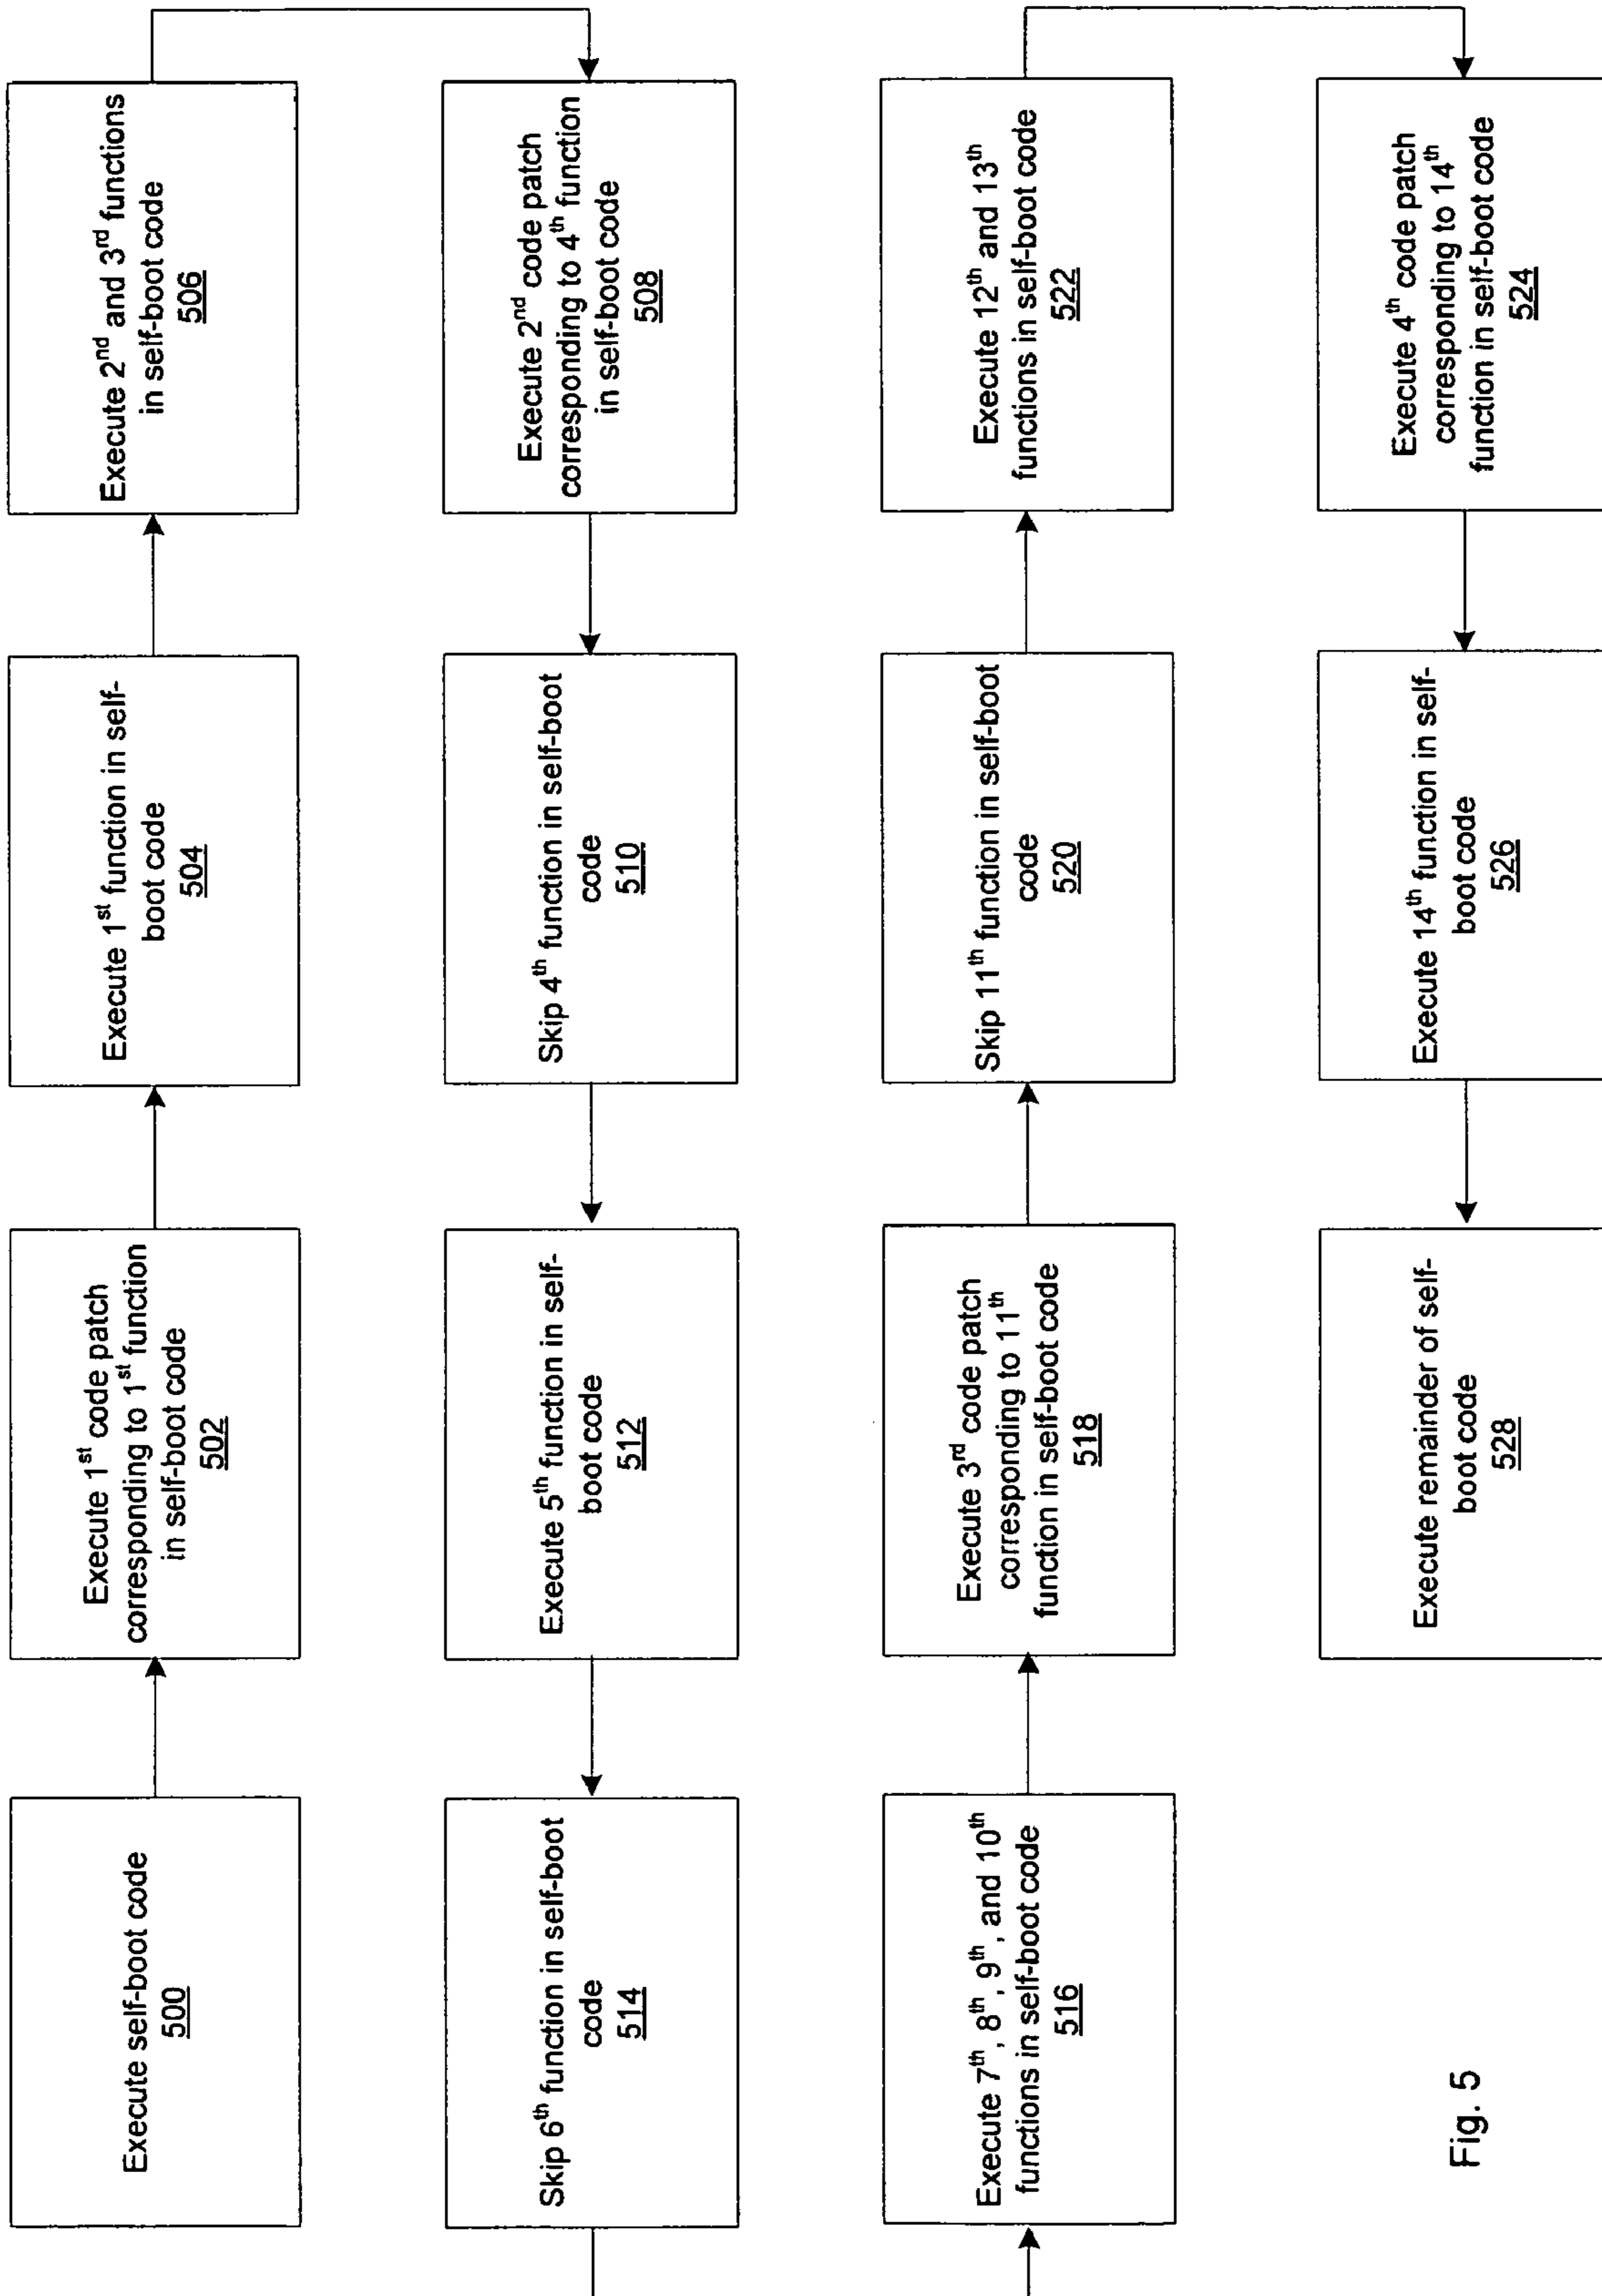 Execute self-boot code
500
Execute 1st code patch
corresponding to 1st function
in self-boot code
502
Execute 1st function in self-
boot code
504
Execute 2nd and 3rd functions
in self-boot code
506
Execute 2nd code patch
corresponding to 4th function
in self-boot code
508
Skip 4th function in self-boot
code
510
Execute 5th function in self-
boot code
512
Skip 6th function in self-boot
code
514
Execute 7th, 8th, 9th, and 10th
functions in self-boot code
516
Execute 3rd code patch
corresponding to 11th
function in self-boot code
518
Skip 11th function in self-boot
code
520
Execute 12th and 13th
functions in self-boot code
522
Execute 4th code patch
corresponding to 14th
function in self-boot code
524
Execute 14th function in self-
boot code
526
Execute remainder of self-
boot code
528
Fig. 5